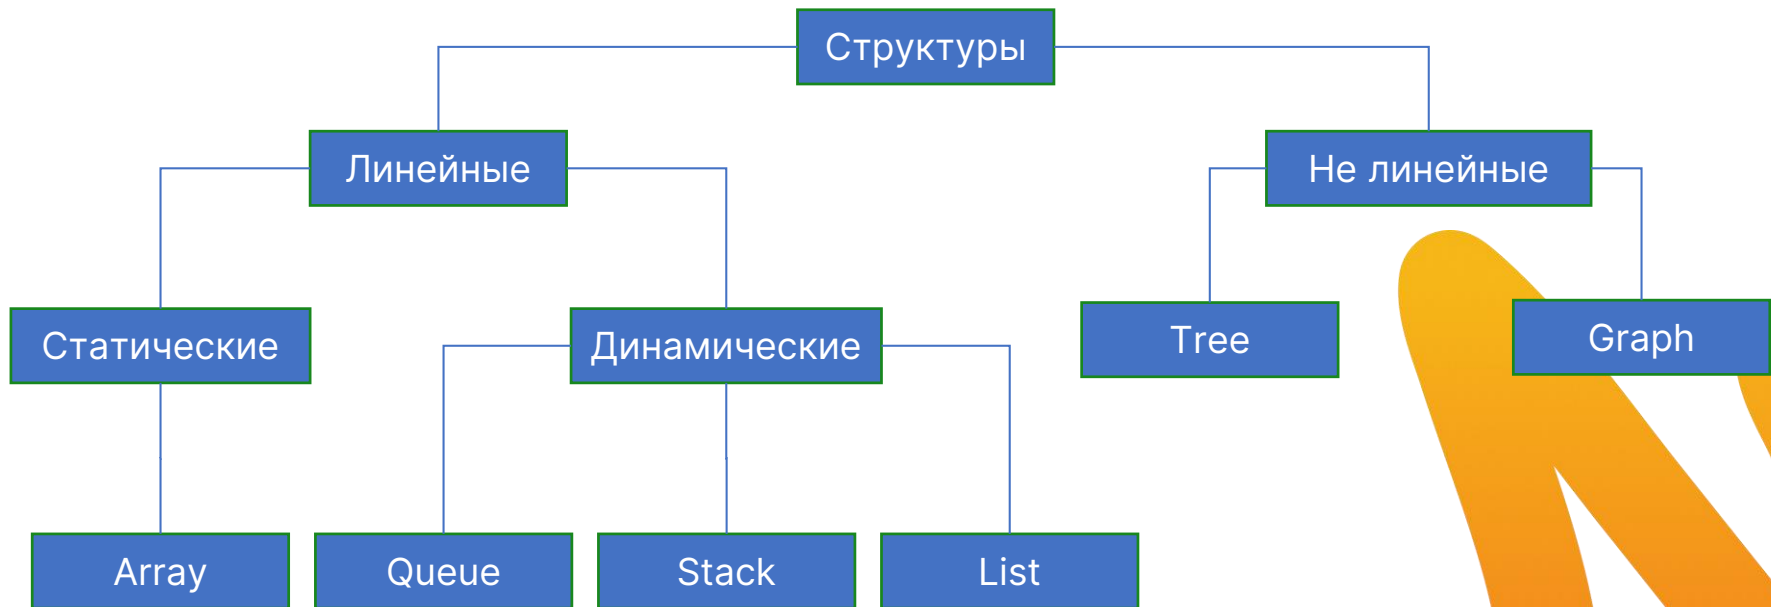 Структуры
Линейные
Не линейные
Статические
Динамические
Tree
Graph
Array
Queue
Stack
List